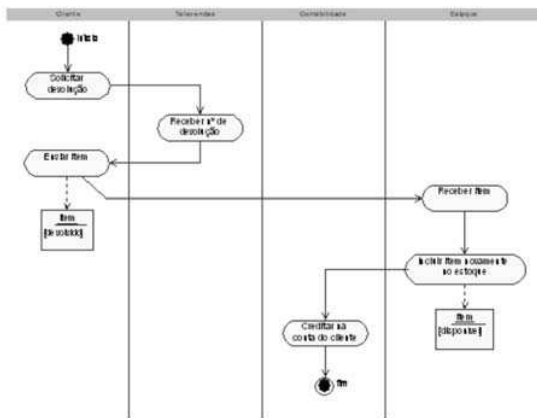 Cliente
Televendas
Contabilidade
Estoque
Início
Solicitar
devolução
Receber nº de
devolução
Enviar Item
Receber Item
Item
[devolvido]
Incluir Item novamente
no estoque
Item
[disponível]
Creditar na
conta do cliente
fim